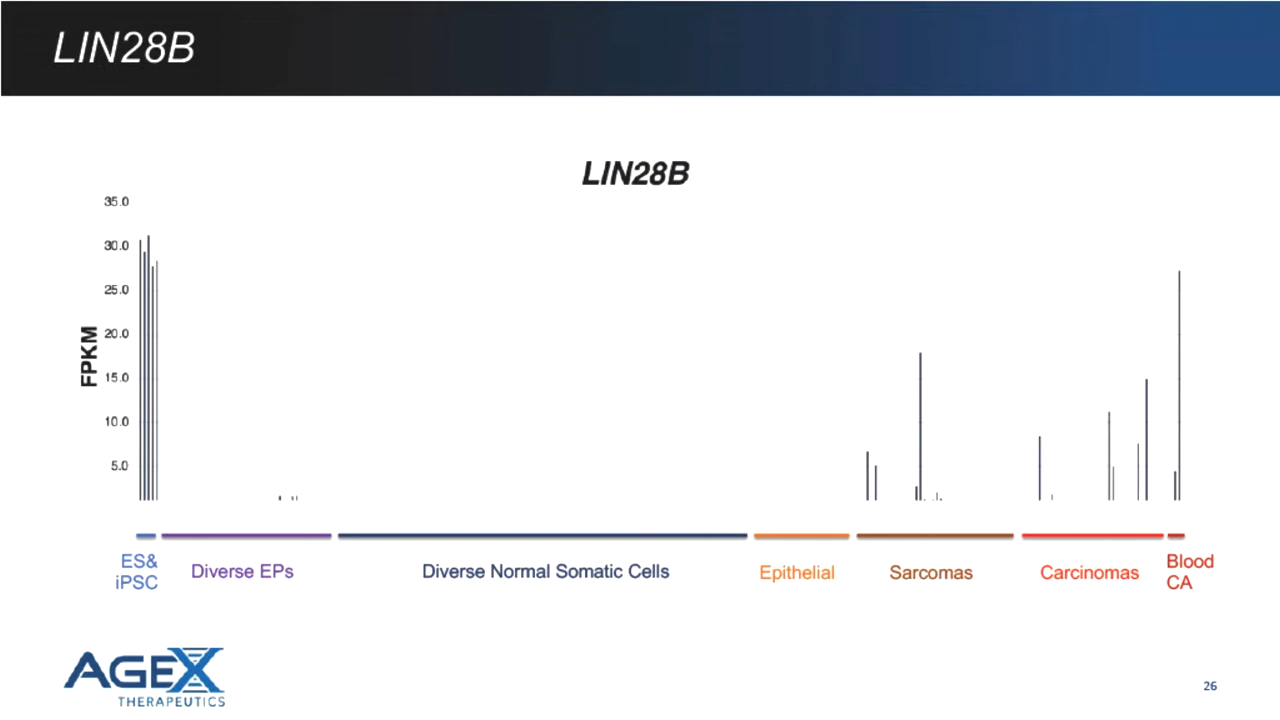 LIN28B
LIN28B
35.0
30.0
25.0
20.0
15.0
10.0
5.0
FPKM
ES&
iPSC
Diverse EPs
Diverse Normal Somatic Cells
Epithelial
Sarcomas
Carcinomas
Blood
CA
AGEX
THERAPEUTICS
26